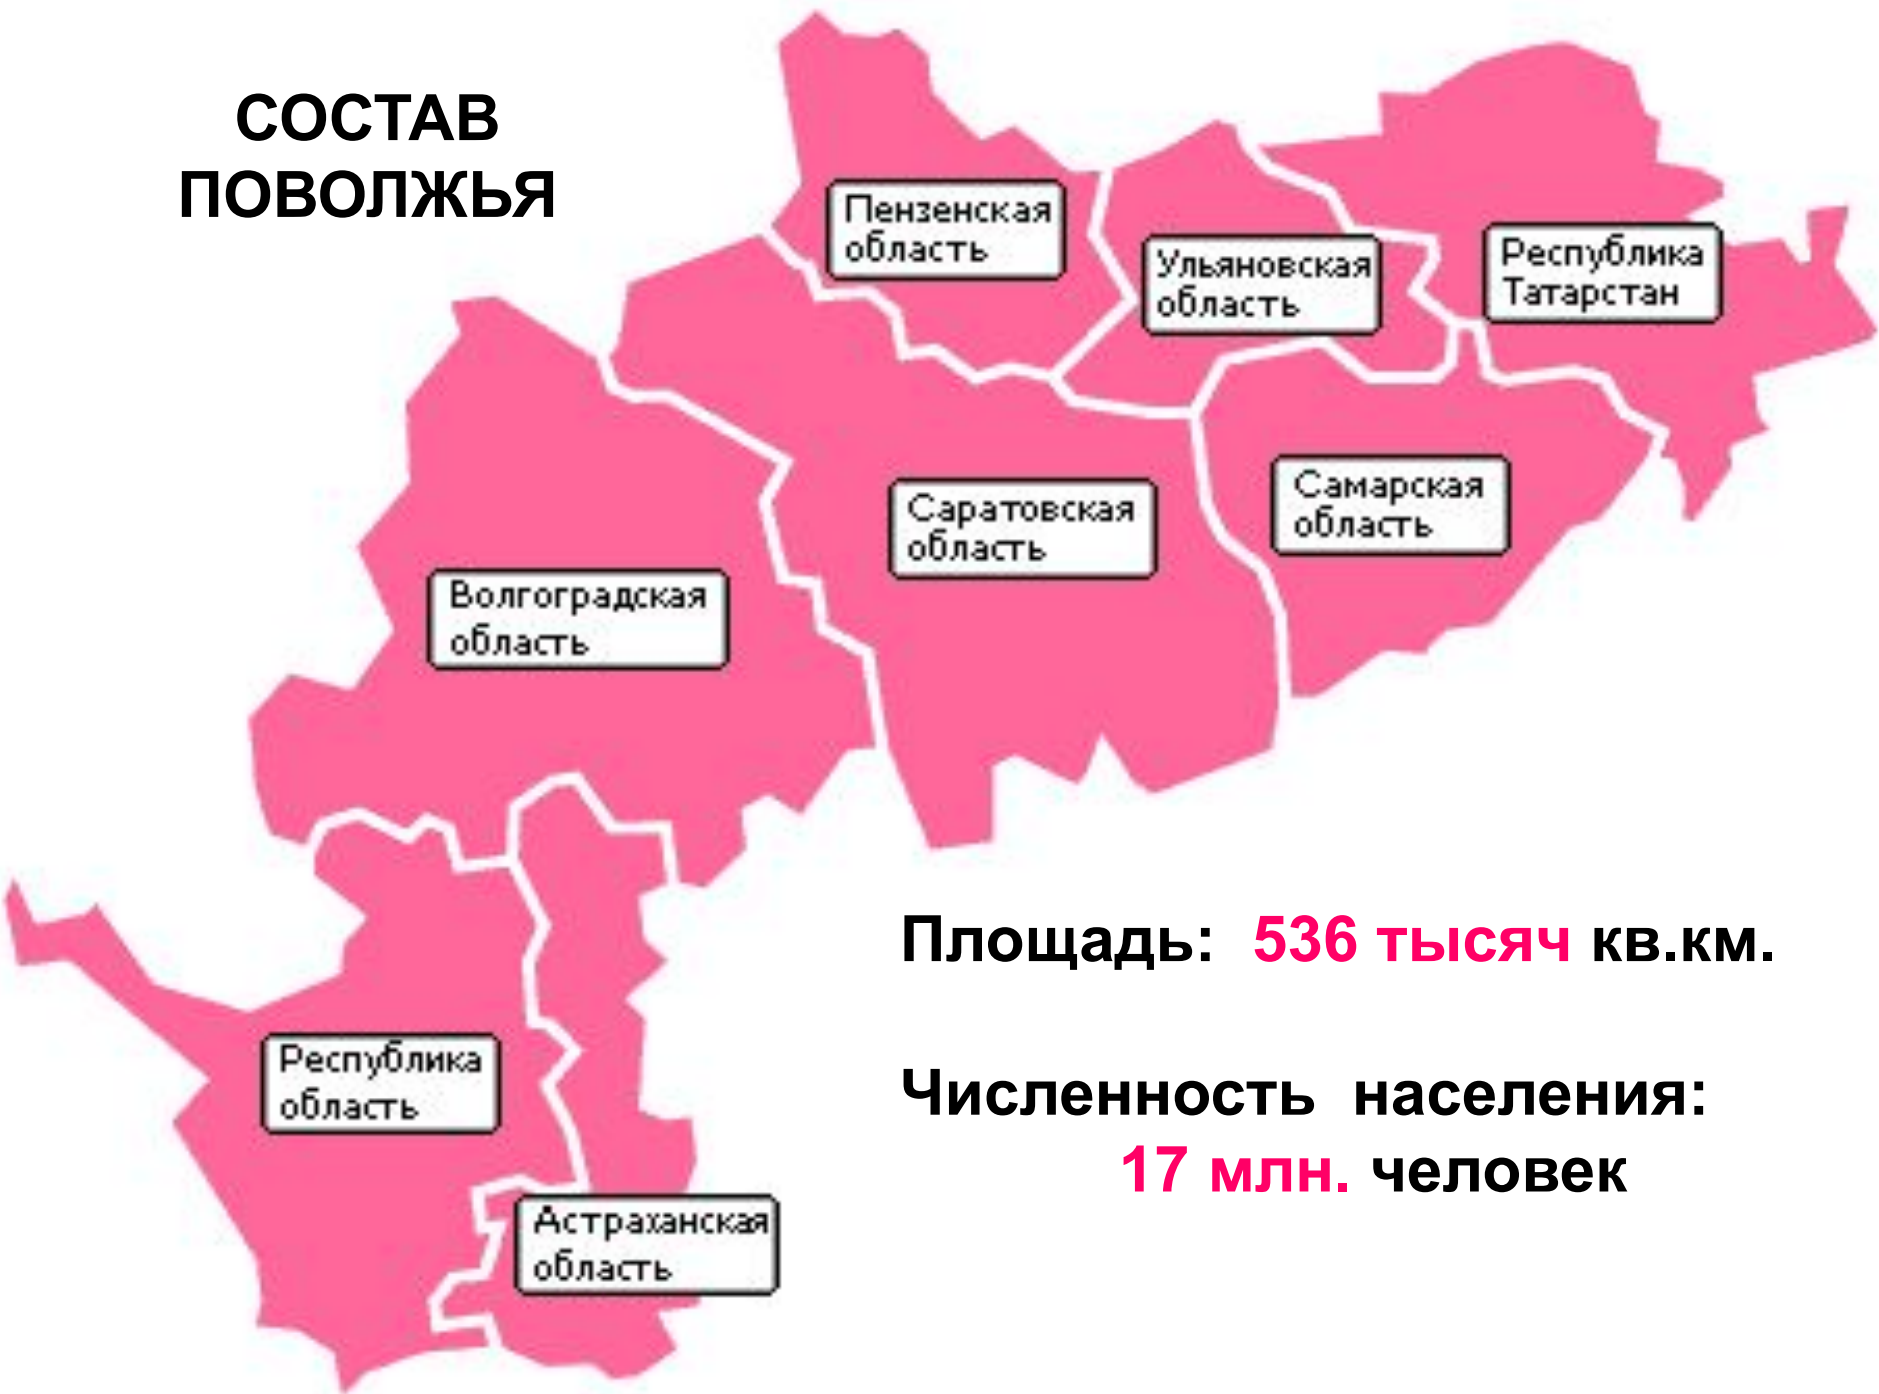 СОСТАВ
ПОВОЛЖЬЯ
Пензенская
область
Ульяновская
область
Республика
Татарстан
Саратовская
область
Самарская
область
Волгоградская
область
Республика
область
Астраханская
область
Площадь: 536 тысяч кв.км.
Численность населения:
17 млн. человек